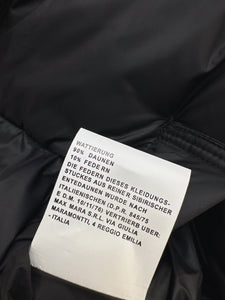 WATTIERUNG
90% DAUNEN
10% FEDERN
DIE FEDERN DIESES KLEIDUNGS-
STUCKES AUS REINER SIBIRISCHER
ENTEDAUNEN WURDE NACH
ITALIENISCHEN (D.P.R. 845/75
E D.M. 10/11/76) VERTRIEB UBER:
MAX MARA S.R.L. VIA GIULIA
MARAMOTTI, 4 REGGIO EMILIA
- ITALIA